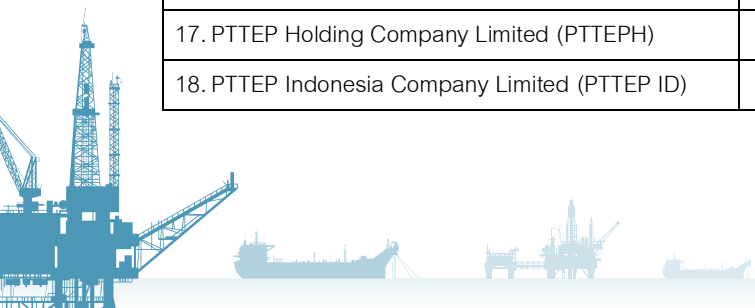 17. PTTEP Holding Company Limited (PTTEPH)
18. PTTEP Indonesia Company Limited (PTTEP ID)